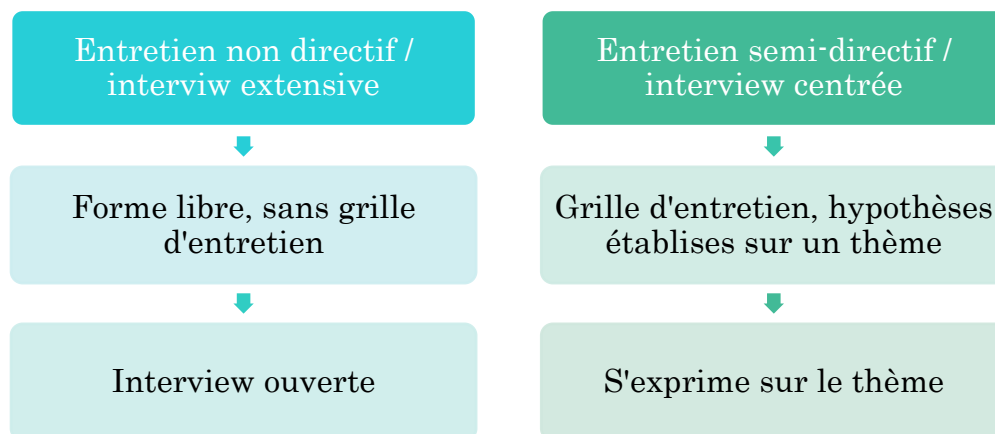 Entretien non directif /
interviw extensive
Forme libre, sans grille
d'entretien
Interview ouverte
Entretien semi-directif /
interview centrée
Grille d'entretien, hypothèses
établises sur un thème
S'exprime sur le thème